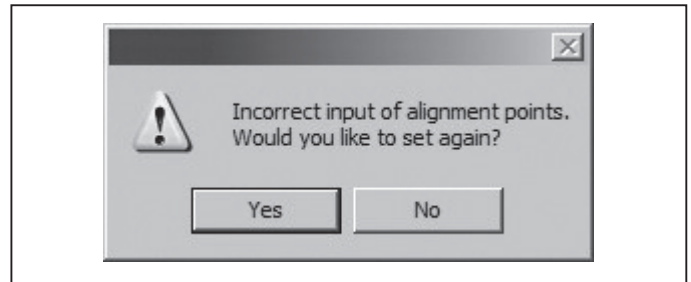 Incorrect input of alignment points.
Would you like to set again?
Yes
No